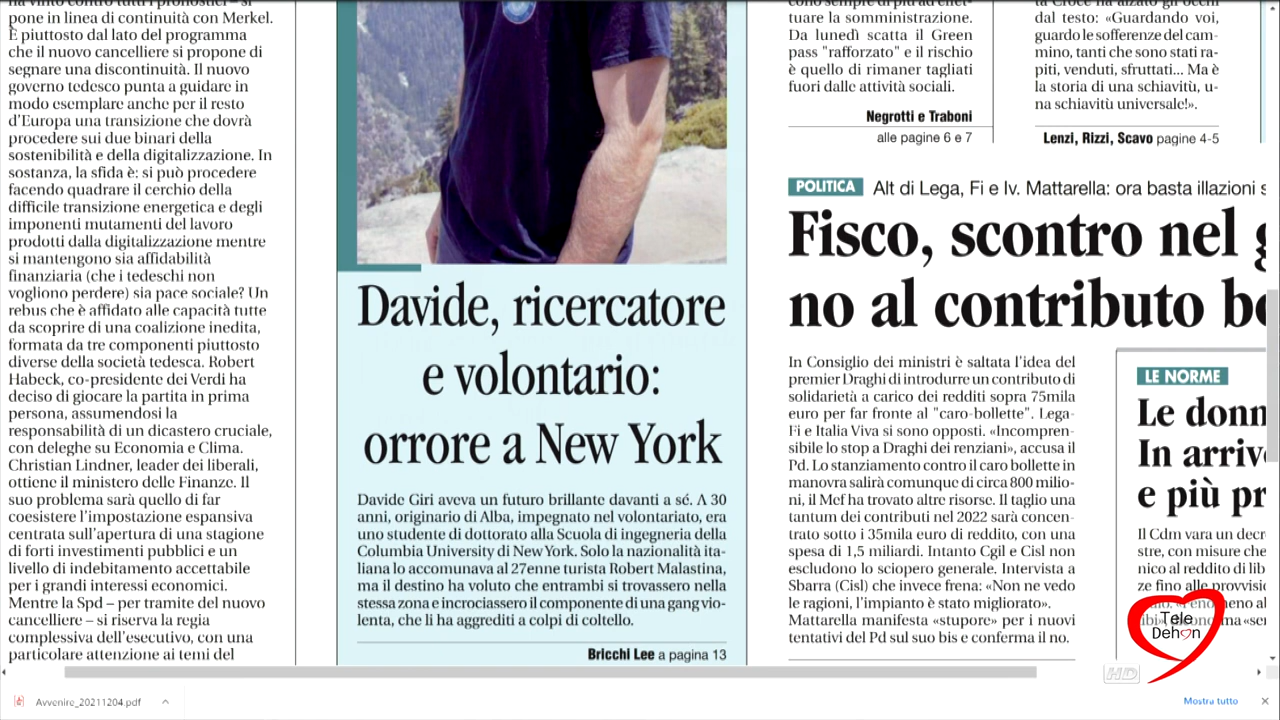 pone in linea di continuità con Merkel.
È piuttosto dal lato del programma
che il nuovo cancelliere si propone di
segnare una discontinuità. Il nuovo
governo tedesco punta a guidare in
modo esemplare anche per il resto
d'Europa una transizione che dovrà
procedere sui due binari della
sostenibilità e della digitalizzazione. In
sostanza, la sfida è: si può procedere
facendo quadrare il cerchio della
difficile transizione energetica e degli
imponenti mutamenti del lavoro
prodotti dalla digitalizzazione mentre
si mantengono sia affidabilità
finanziaria (che i tedeschi non
vogliono perdere) sia pace sociale? Un
rebus che è affidato alle capacità tutte
da scoprire di una coalizione inedita,
formata da tre componenti piuttosto
diverse della società tedesca. Robert
Habeck, co-presidente dei Verdi ha
deciso di giocare la partita in prima
persona, assumendosi la
responsabilità di un dicastero cruciale,
con deleghe su Economia e Clima.
Christian Lindner, leader dei liberali,
ottiene il ministero delle Finanze. Il
suo problema sarà quello di far
coesistere l'impostazione espansiva
centrata sull'apertura di una stagione
di forti investimenti pubblici e un
livello di indebitamento accettabile
per i grandi interessi economici.
Mentre la Spd – per tramite del nuovo
cancelliere – si riserva la regia
complessiva dell'esecutivo, con una
particolare attenzione ai temi del
Davide, ricercatore
e volontario:
orrore a New York
Davide Giri aveva un futuro brillante davanti a sé. A 30
anni, originario di Alba, impegnato nel volontariato, era
uno studente di dottorato alla Scuola di ingegneria della
Columbia University di New York. Solo la nazionalità ita-
liana lo accomunava al 27enne turista Robert Malastina,
ma il destino ha voluto che entrambi si trovassero nella
stessa zona e incrociassero il componente di una gang vio-
lenta, che li ha aggrediti a colpi di coltello.
Bricchi Lee a pagina 13
tuare la somministrazione.
Da lunedì scatta il Green
pass "rafforzato" e il rischio
è quello di rimaner tagliati
fuori dalle attività sociali.
Negrotti e Traboni
alle pagine 6 e 7
dal testo: «Guardando voi,
guardo le sofferenze del cam-
mino, tanti che sono stati ra-
piti, venduti, sfruttati... Ma è
la storia di una schiavitù, u-
na schiavitù universale!».
Lenzi, Rizzi, Scavo pagine 4-5
POLITICA Alt di Lega, Fi e Iv. Mattarella: ora basta illazioni s
Fisco, scontro nel g
no al contributo bo
In Consiglio dei ministri è saltata l'idea del
premier Draghi di introdurre un contributo di
solidarietà a carico dei redditi sopra 75mila
euro per far fronte al "caro-bollette". Lega-
Fi e Italia Viva si sono opposti. «Incompren-
sibile lo stop a Draghi dei renziani», accusa il
Pd. Lo stanziamento contro il caro bollette in
manovra salirà comunque di circa 800 milio-
ni, il Mef ha trovato altre risorse. Il taglio una
tantum dei contributi nel 2022 sarà concen-
trato sotto i 35mila euro di reddito, con una
spesa di 1,5 miliardi. Intanto Cgil e Cisl non
escludono lo sciopero generale. Intervista a
Sbarra (Cisl) che invece frena: «Non ne vedo
le ragioni, l'impianto è stato migliorato».
Mattarella manifesta «stupore» per i nuovi
tentativi del Pd sul suo bis e conferma il no.
LE NORME
Le donn
In arriv
e più pr
Il Cdm vara un decr
stre, con misure che
nico al reddito di lib
ze fino alle provvisio
Tele
Dehon
HD
Avvenire_20211204.pdf
Mostra tutto